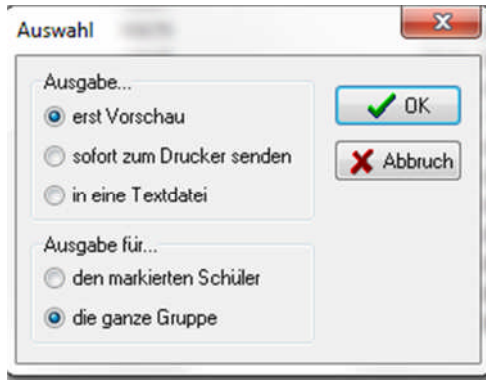 Auswahl
Ausgabe...
erst Vorschau
sofort zum Drucker senden
in eine Textdatei
OK
Abbruch
Ausgabe für...
den markierten Schüler
die ganze Gruppe